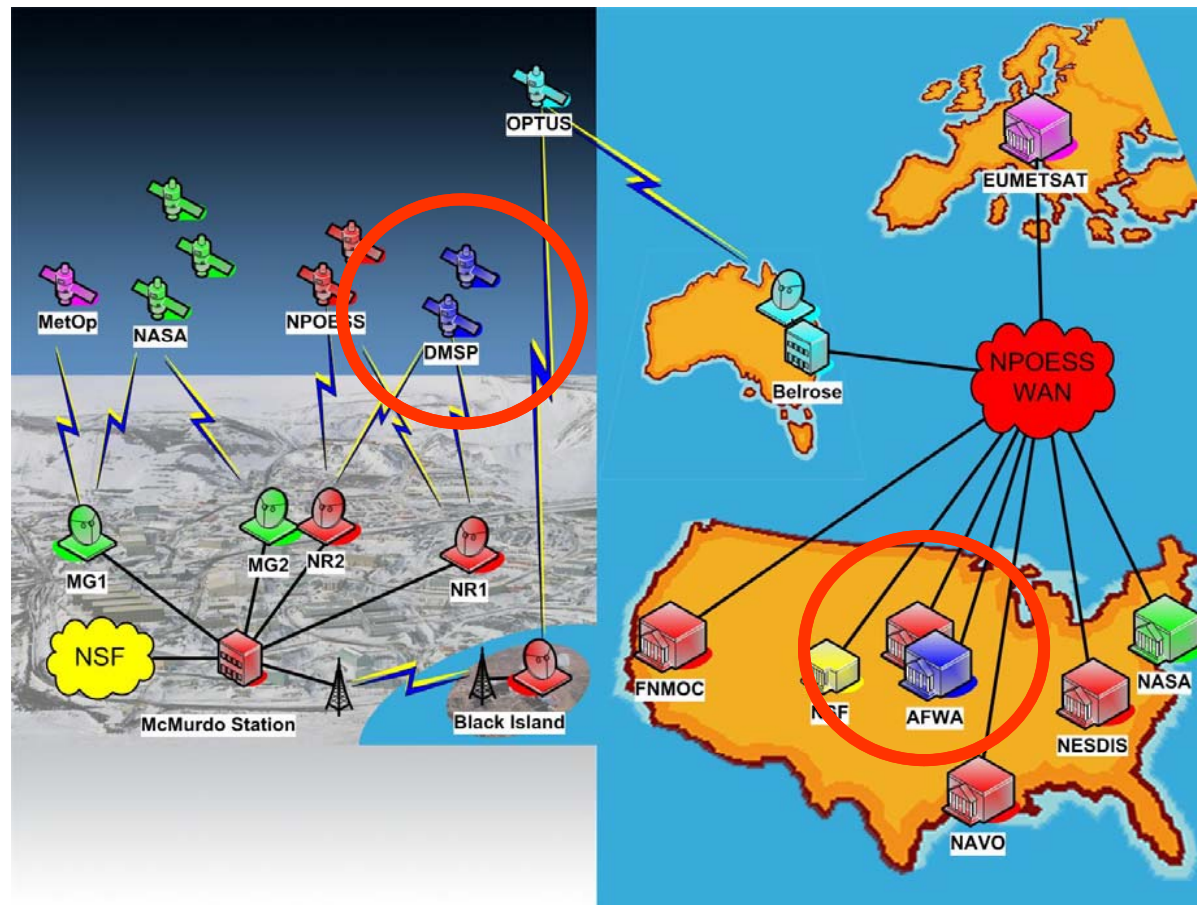 OPTUS
EUMETSAT
MetOp
NASA
NPOESS
DMSP
NPOESS
WAN
Belrose
MG1
MG2
NR2
NR1
NSF
McMurdo Station
Black Island
FNMOC
NSF
AFWA
NESDIS
NASA
NAVO